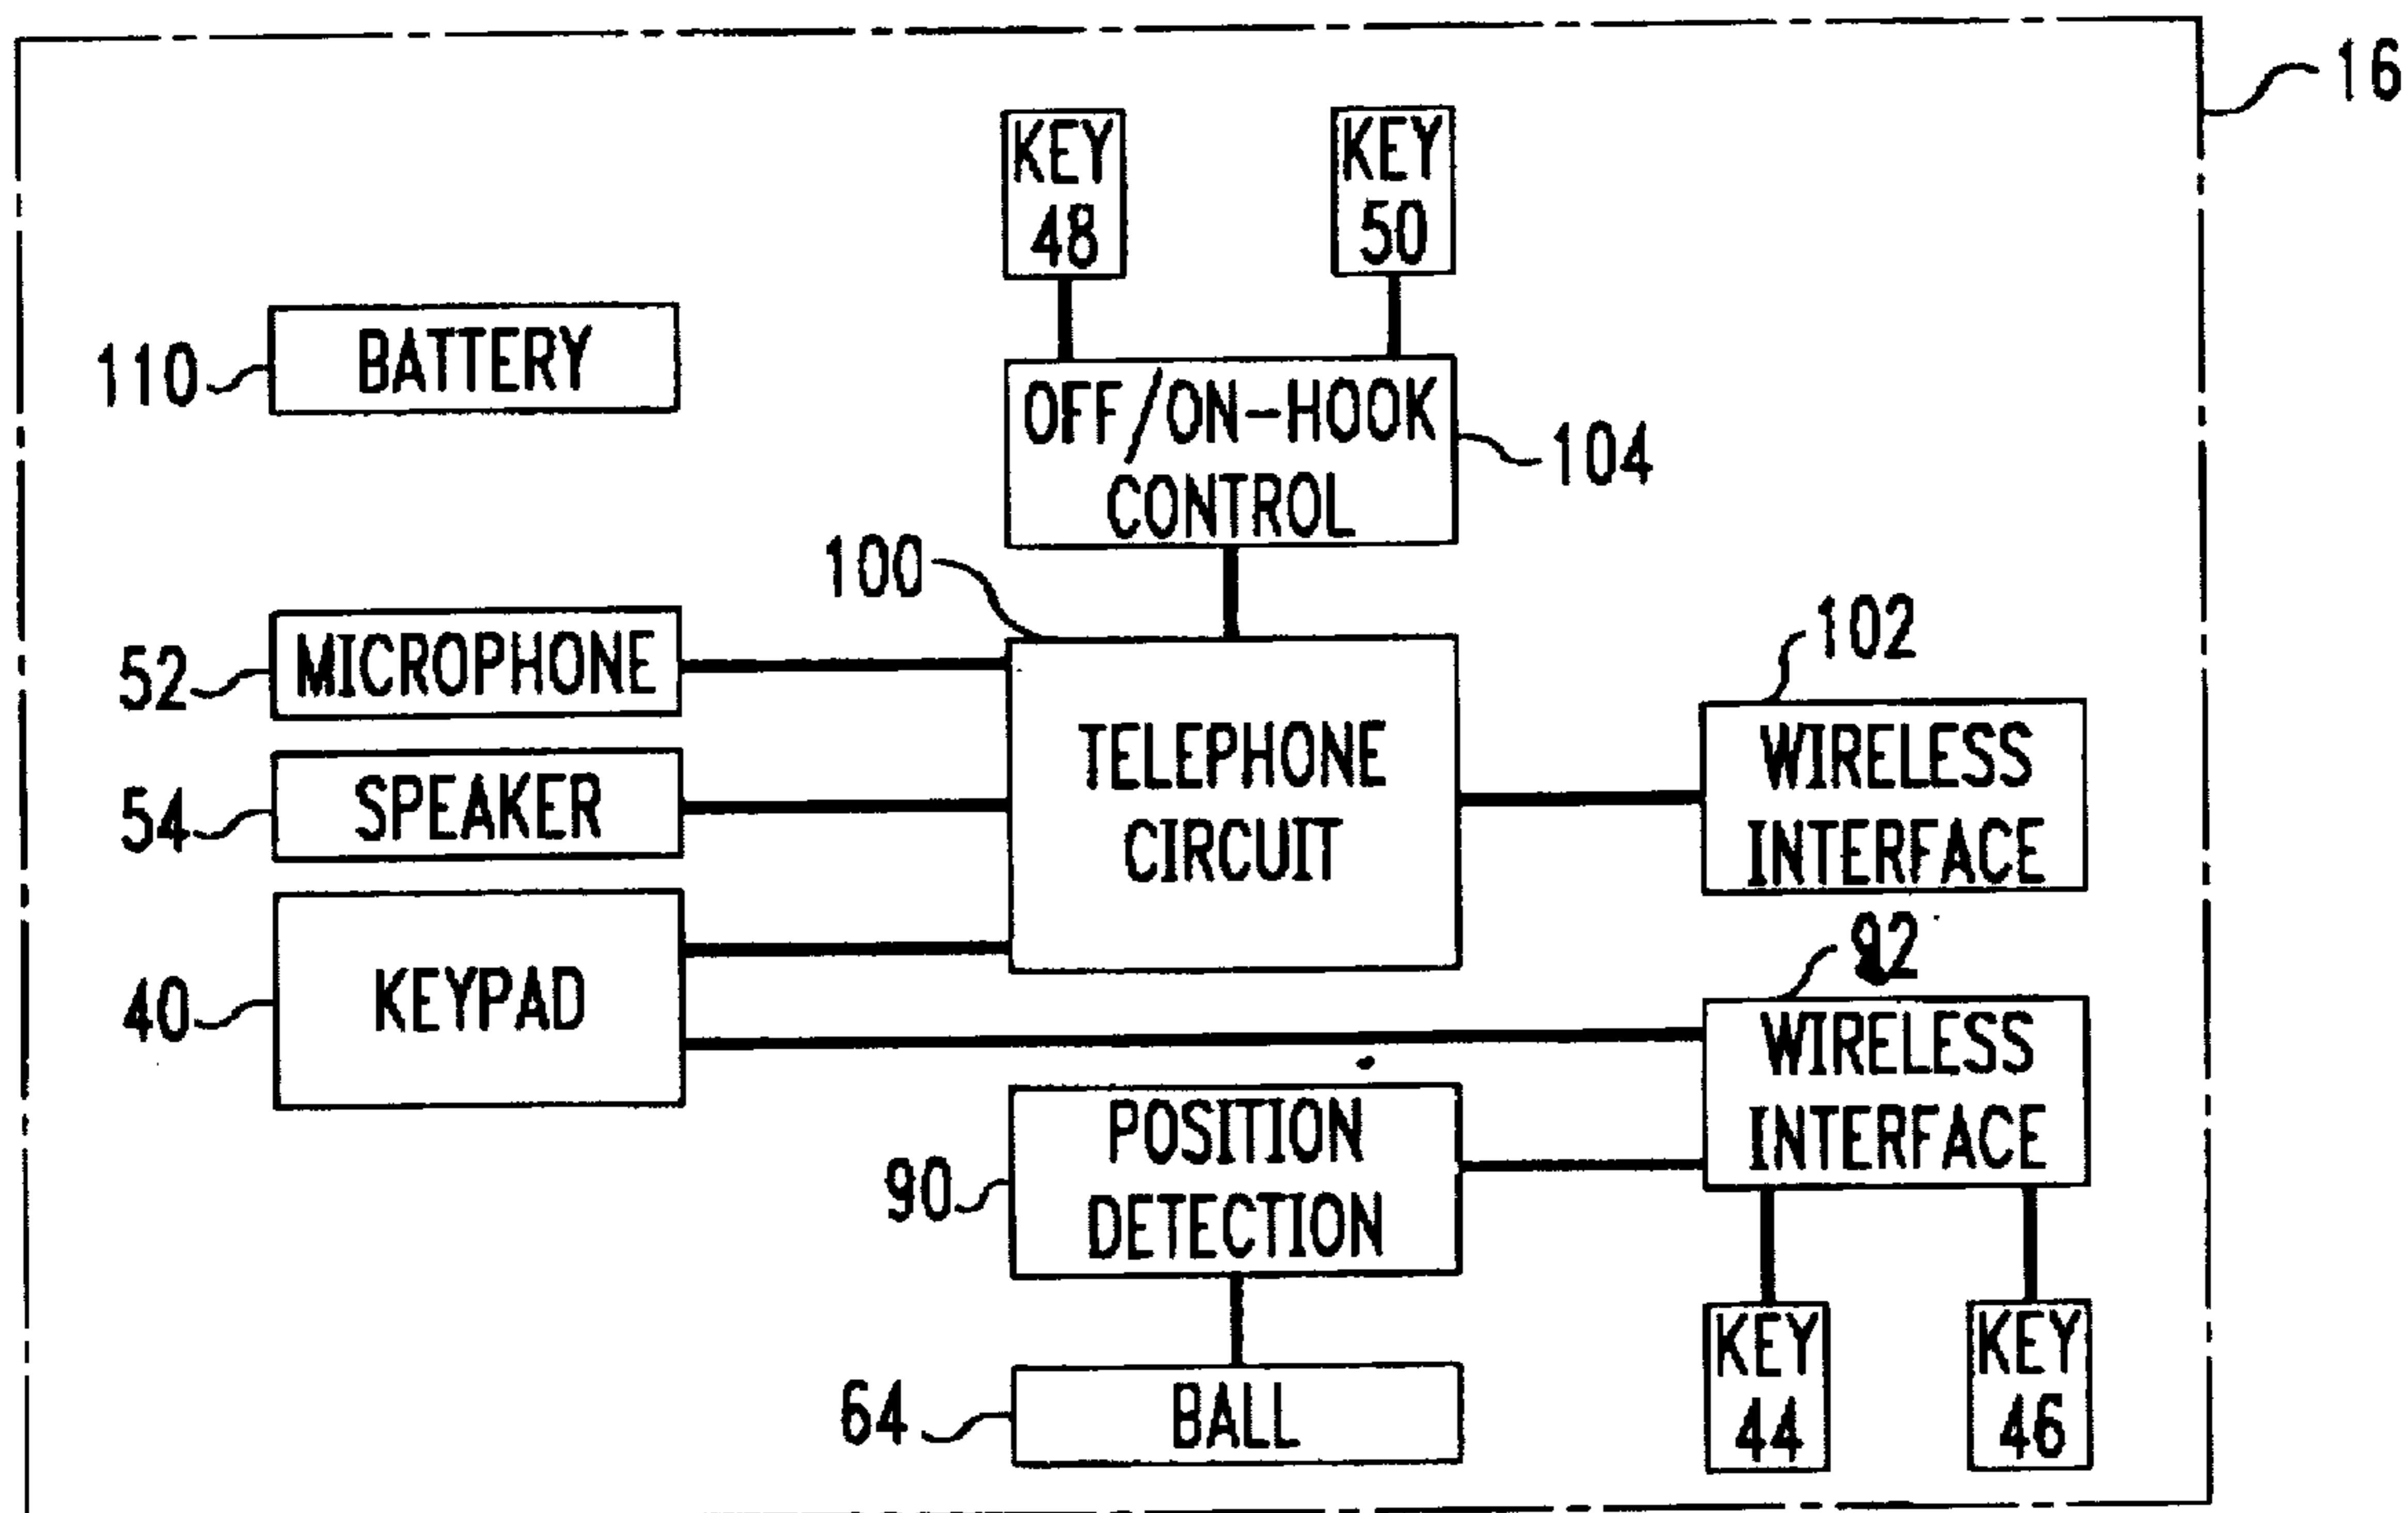 16
KEY
48
KEY
50
110
BATTERY
OFF/ON-HOOK
CONTROL
104
100
52
MICROPHONE
102
54
SPEAKER
TELEPHONE
CIRCUIT
WIRELESS
INTERFACE
40
KEYPAD
92
WIRELESS
INTERFACE
90
POSITION
DETECTION
64
BALL
KEY
44
KEY
46